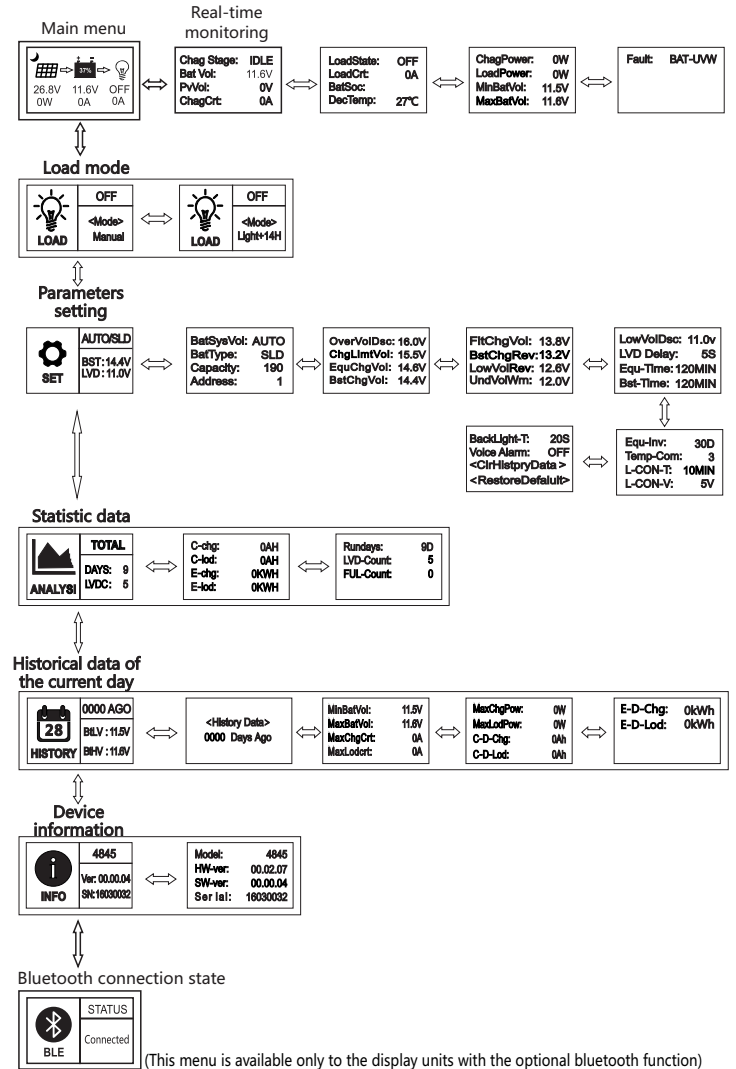 Main menu
Real-time
monitoring
37%
26.8V 11.6V OFF
0W 0A 0A
Chag Stage: IDLE
Bat Vol: 11.6V
PvVol: 0V
ChagCrt: 0A
LoadState: OFF
LoadCrt: 0A
BatSoc:
DecTemp: 27℃
ChagPower: 0W
LoadPower: 0W
MinBatVol: 11.5V
MaxBatVol: 11.6V
Fault: BAT-UVW
Load mode
LOAD
OFF
<Mode>
Manual
LOAD
OFF
<Mode>
Light+14H
Parameters
setting
SET
AUTO/SLD
BST:14.4V
LVD:11.0V
BatSysVol: AUTO
BatType: SLD
Capacity: 190
Address: 1
OverVolDsc: 16.0V
ChgLimtVol: 15.5V
EquChgVol: 14.6V
BstChgVol: 14.4V
FltChgVol: 13.8V
BstChgRev:13.2V
LowVolRev: 12.6V
UndVolWrn: 12.0V
LowVolDsc: 11.0v
LVD Delay: 5S
Equ-Time:120MIN
Bst-Time: 120MIN
BackLight-T: 20S
Voice Alarm: OFF
<ClrHistpryData >
<RestoreDefalult>
Equ-Inv: 30D
Temp-Com: 3
L-CON-T: 10MIN
L-CON-V: 5V
Statistic data
ANALYSI
TOTAL
DAYS: 9
LVDC: 5
C-chg: 0AH
C-lod: 0AH
E-chg: 0KWH
E-lod: 0KWH
Rundays: 9D
LVD-Count: 5
FUL-Count: 0
Historical data of
the current day
28
HISTORY
0000 AGO
BtLV : 11.5V
BtHV : 11.6V
<History Data>
0000 Days Ago
MinBatVol: 11.5V
MaxBatVol: 11.6V
MaxChgCrt: 0A
MaxLodcrt: 0A
MaxChgPow: 0W
MaxLodPow: 0W
C-D-Chg: 0Ah
C-D-Lod: 0Ah
E-D-Chg: 0kWh
E-D-Lod: 0kWh
Device
information
INFO
4845
Ver: 00.00.04
SN:16030032
Model: 4845
HW-ver: 00.02.07
SW-ver: 00.00.04
Serial: 16030032
Bluetooth connection state
BLE
STATUS
Connected
(This menu is available only to the display units with the optional bluetooth function)